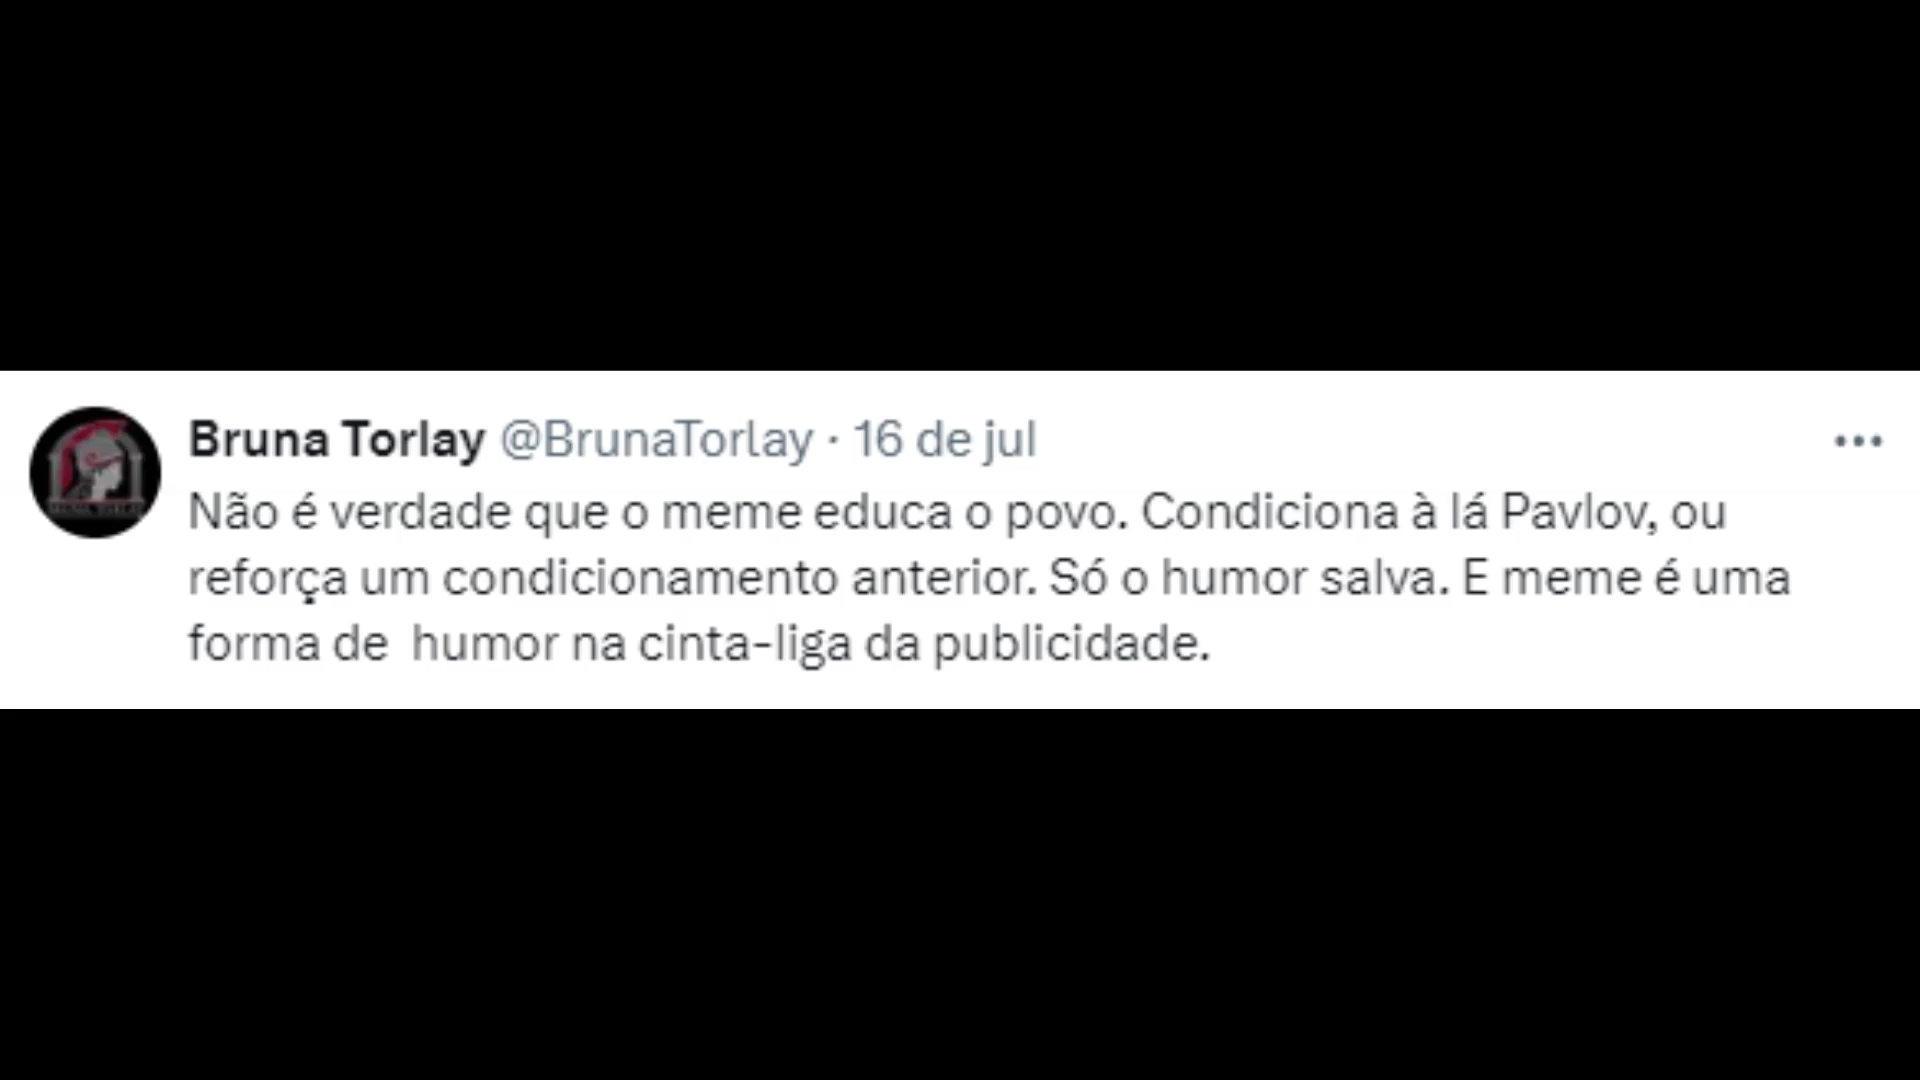 Bruna Torlay @BrunaTorlay · 16 de jul
Não é verdade que o meme educa o povo. Condiciona à lá Pavlov, ou
reforça um condicionamento anterior. Só o humor salva. E meme é uma
forma de  humor na cinta-liga da publicidade.